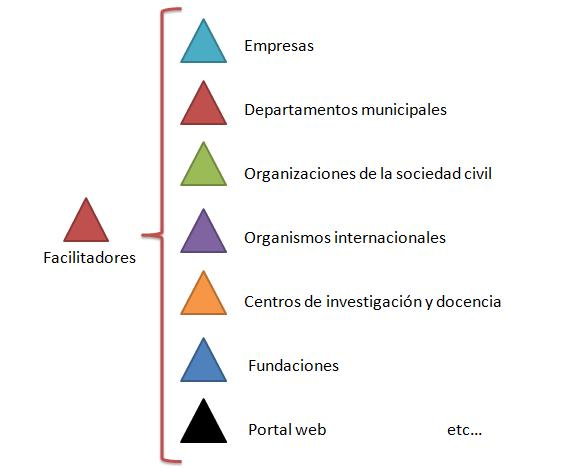 Empresas
Departamentos municipales
Organizaciones de la sociedad civil
Organismos internacionales
Facilitadores
Centros de investigación y docencia
Fundaciones
Portal web etc...